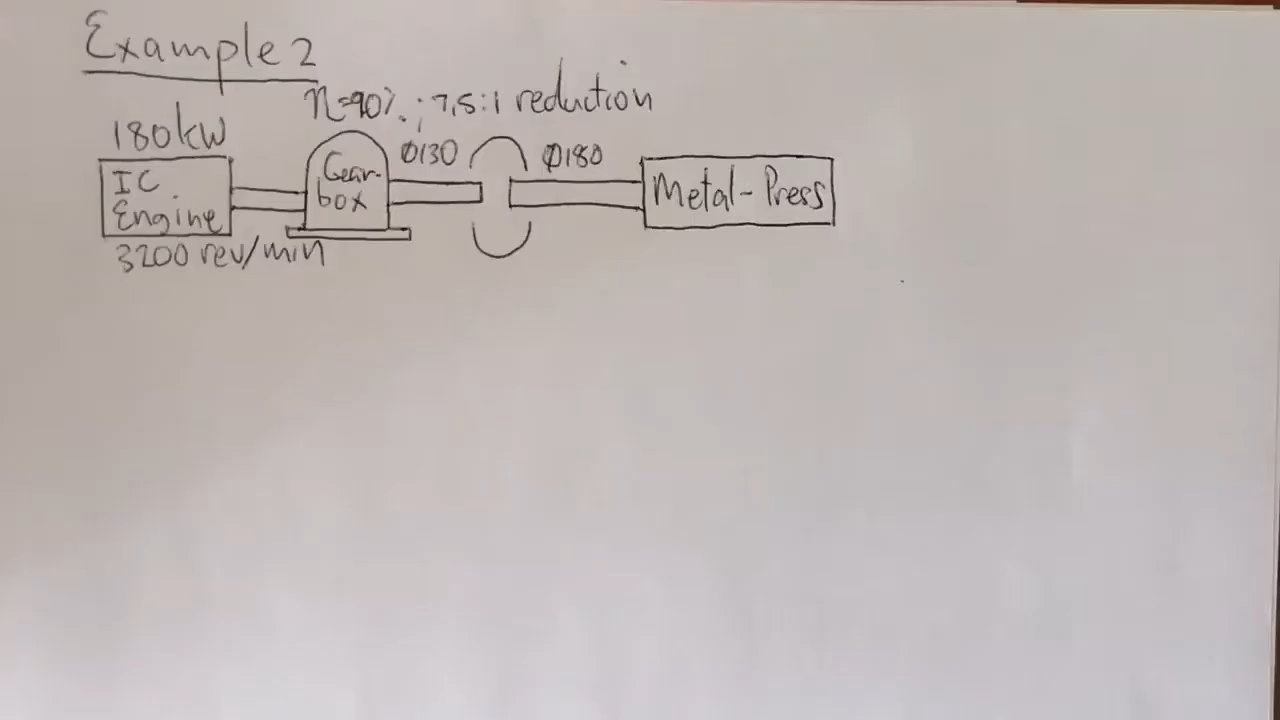 Example 2
η=90%; 7,5:1 reduction
180kW
Ø130
Ø180
Gear-
box
IC
Engine
Metal-Press
3200 rev/min